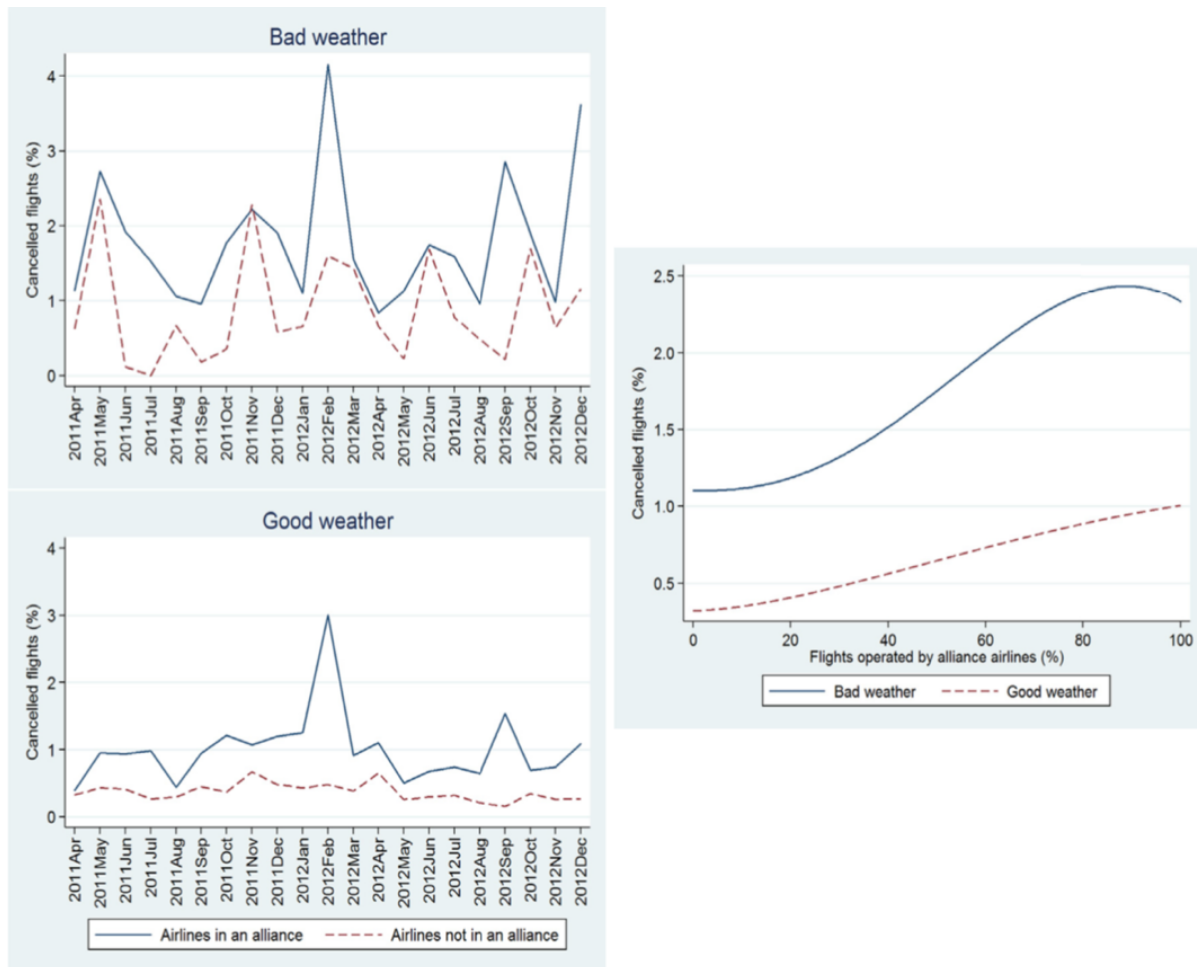 Bad weather
Cancelled flights (%)
4
3
2
1
0
2011Apr
2011May
2011Jun
2011Jul
2011Aug
2011Sep
2011Oct
2011Nov
2011Dec
2012Jan
2012Feb
2012Mar
2012Apr
2012May
2012Jun
2012Jul
2012Aug
2012Sep
2012Oct
2012Nov
2012Dec
Good weather
Cancelled flights (%)
4
3
2
1
0
2011Apr
2011May
2011Jun
2011Jul
2011Aug
2011Sep
2011Oct
2011Nov
2011Dec
2012Jan
2012Feb
2012Mar
2012Apr
2012May
2012Jun
2012Jul
2012Aug
2012Sep
2012Oct
2012Nov
2012Dec
Airlines in an alliance Airlines not in an alliance
Cancelled flights (%)
2.5
2.0
1.5
1.0
0.5
0 20 40 60 80 100
Flights operated by alliance airlines (%)
Bad weather Good weather